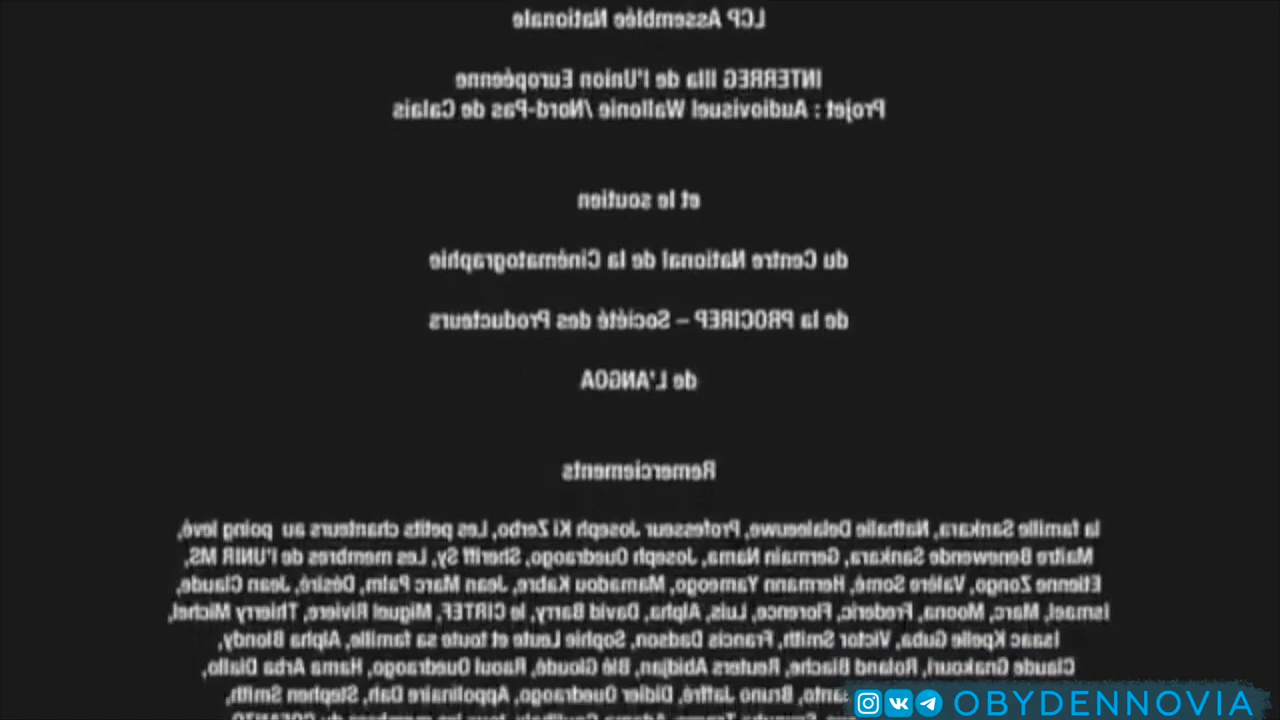 LCP Assemblée Nationale
INTERREG IIIa de l'Union Européenne
Projet : Audiovisuel Wallonie /Nord-Pas de Calais
et le soutien
du Centre National de la Cinématographie
de la PROCIREP – Société des Producteurs
de L'ANGOA
Remerciements
la famille Sankara, Nathalie Delaleeuwe, Professeur Joseph Ki Zerbo, Les petits chanteurs au poing levé,
Maître Benewende Sankara, Germain Nama, Joseph Ouedraogo, Sheriff Sy, Les membres de l'UNIR MS,
Etienne Zongo, Valère Somé, Hermann Yameogo, Mamadou Kabre, Jean Marc Palm, Désiré, Jean Claude,
Ismael, Marc, Moona, Frederic, Florence, Luis, Alpha, David Barry, le CIRTEF, Miguel Riviere, Thierry Michel,
Isaac Kpelle Guba, Victor Smith, Francis Dadson, Sophie Leute et toute sa famille, Alpha Blondy,
Claude Gnakouri, Roland Blache, Reuters Abidjan, Blé Gloudé, Raoul Ouedraogo, Hama Arba Diallo,
Bruno Jaffré, Didier Ouedraogo, Appolinaire Dah, Stephen Smith,
OBYDENNOVIA